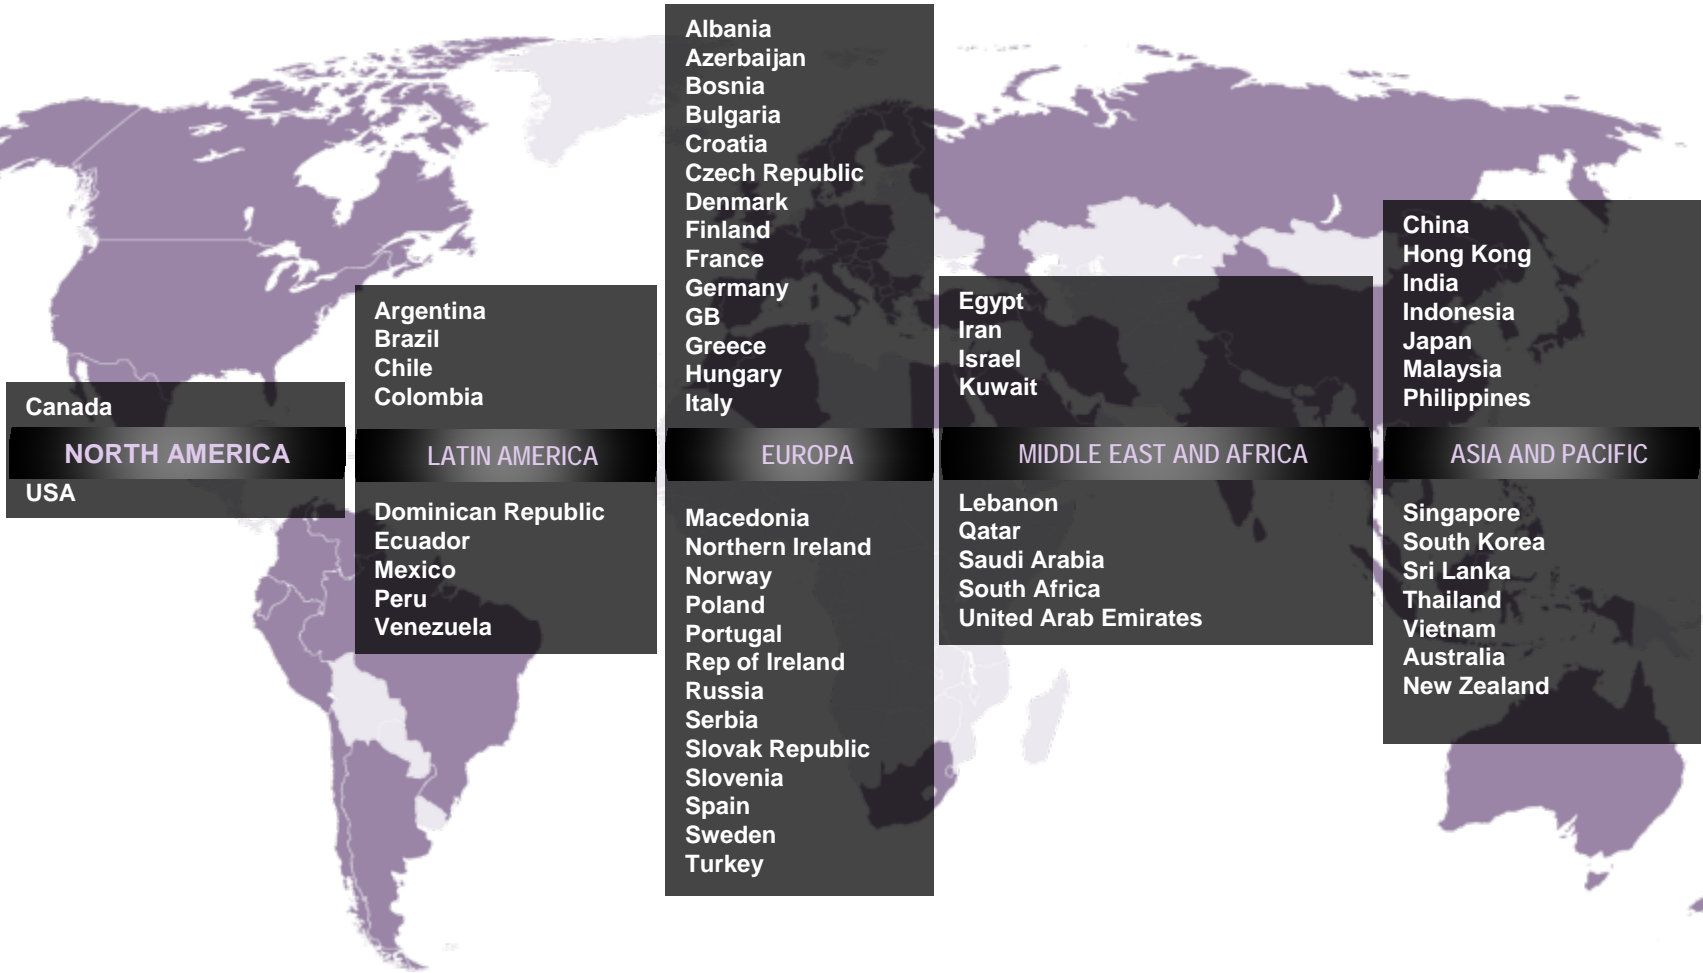 Canada
NORTH AMERICA
USA
Argentina
Brazil
Chile
Colombia
LATIN AMERICA
Dominican Republic
Ecuador
Mexico
Peru
Venezuela
Albania
Azerbaijan
Bosnia
Bulgaria
Croatia
Czech Republic
Denmark
Finland
France
Germany
GB
Greece
Hungary
Italy
EUROPA
Macedonia
Northern Ireland
Norway
Poland
Portugal
Rep of Ireland
Russia
Serbia
Slovak Republic
Slovenia
Spain
Sweden
Turkey
Egypt
Iran
Israel
Kuwait
MIDDLE EAST AND AFRICA
Lebanon
Qatar
Saudi Arabia
South Africa
United Arab Emirates
China
Hong Kong
India
Indonesia
Japan
Malaysia
Philippines
ASIA AND PACIFIC
Singapore
South Korea
Sri Lanka
Thailand
Vietnam
Australia
New Zealand